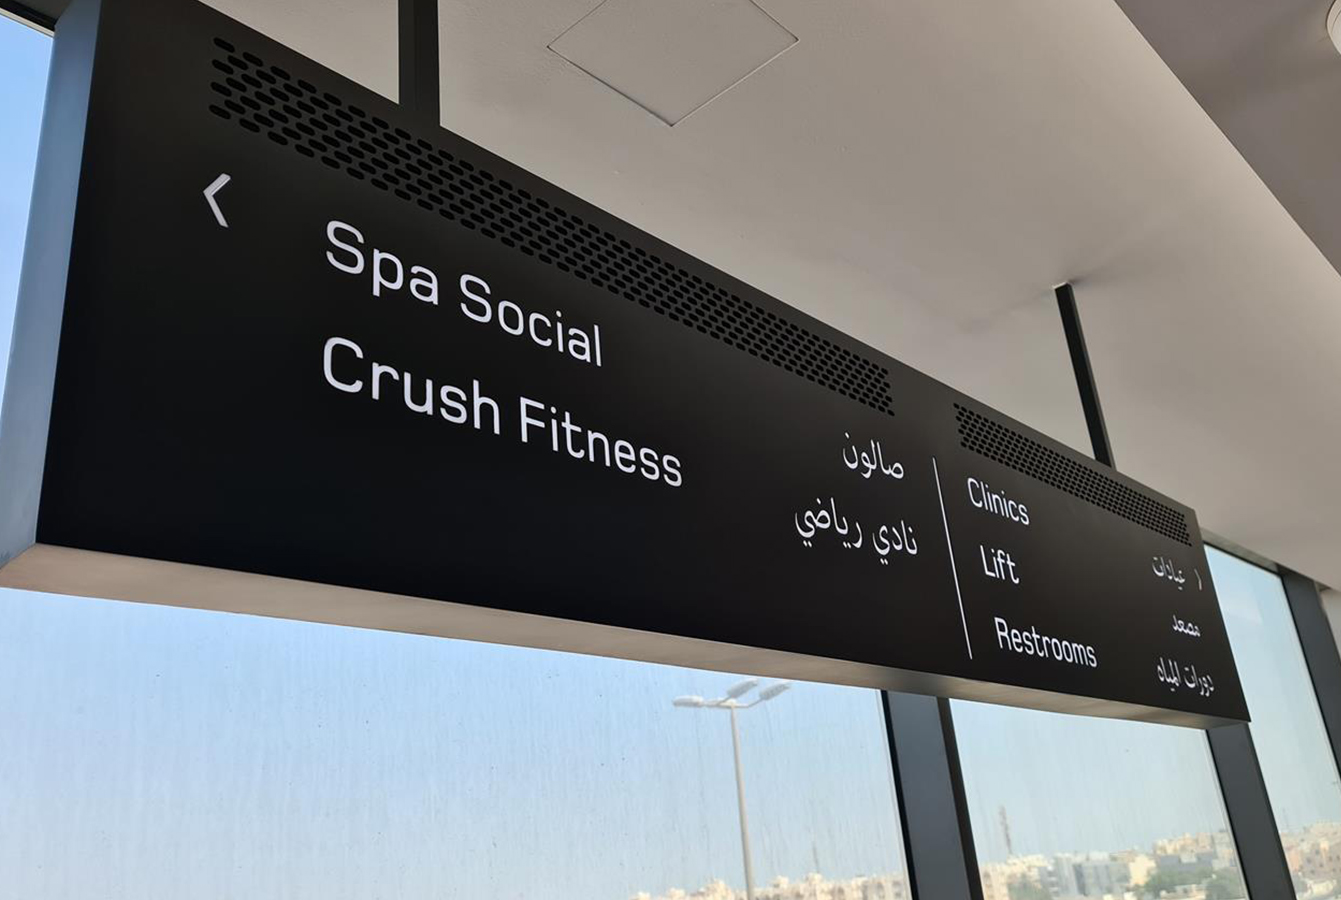 Spa Social
Crush Fitness
صالون
نادي رياضي
Clinics
Lift
Restrooms
عيادات
مصعد
دورات المياه